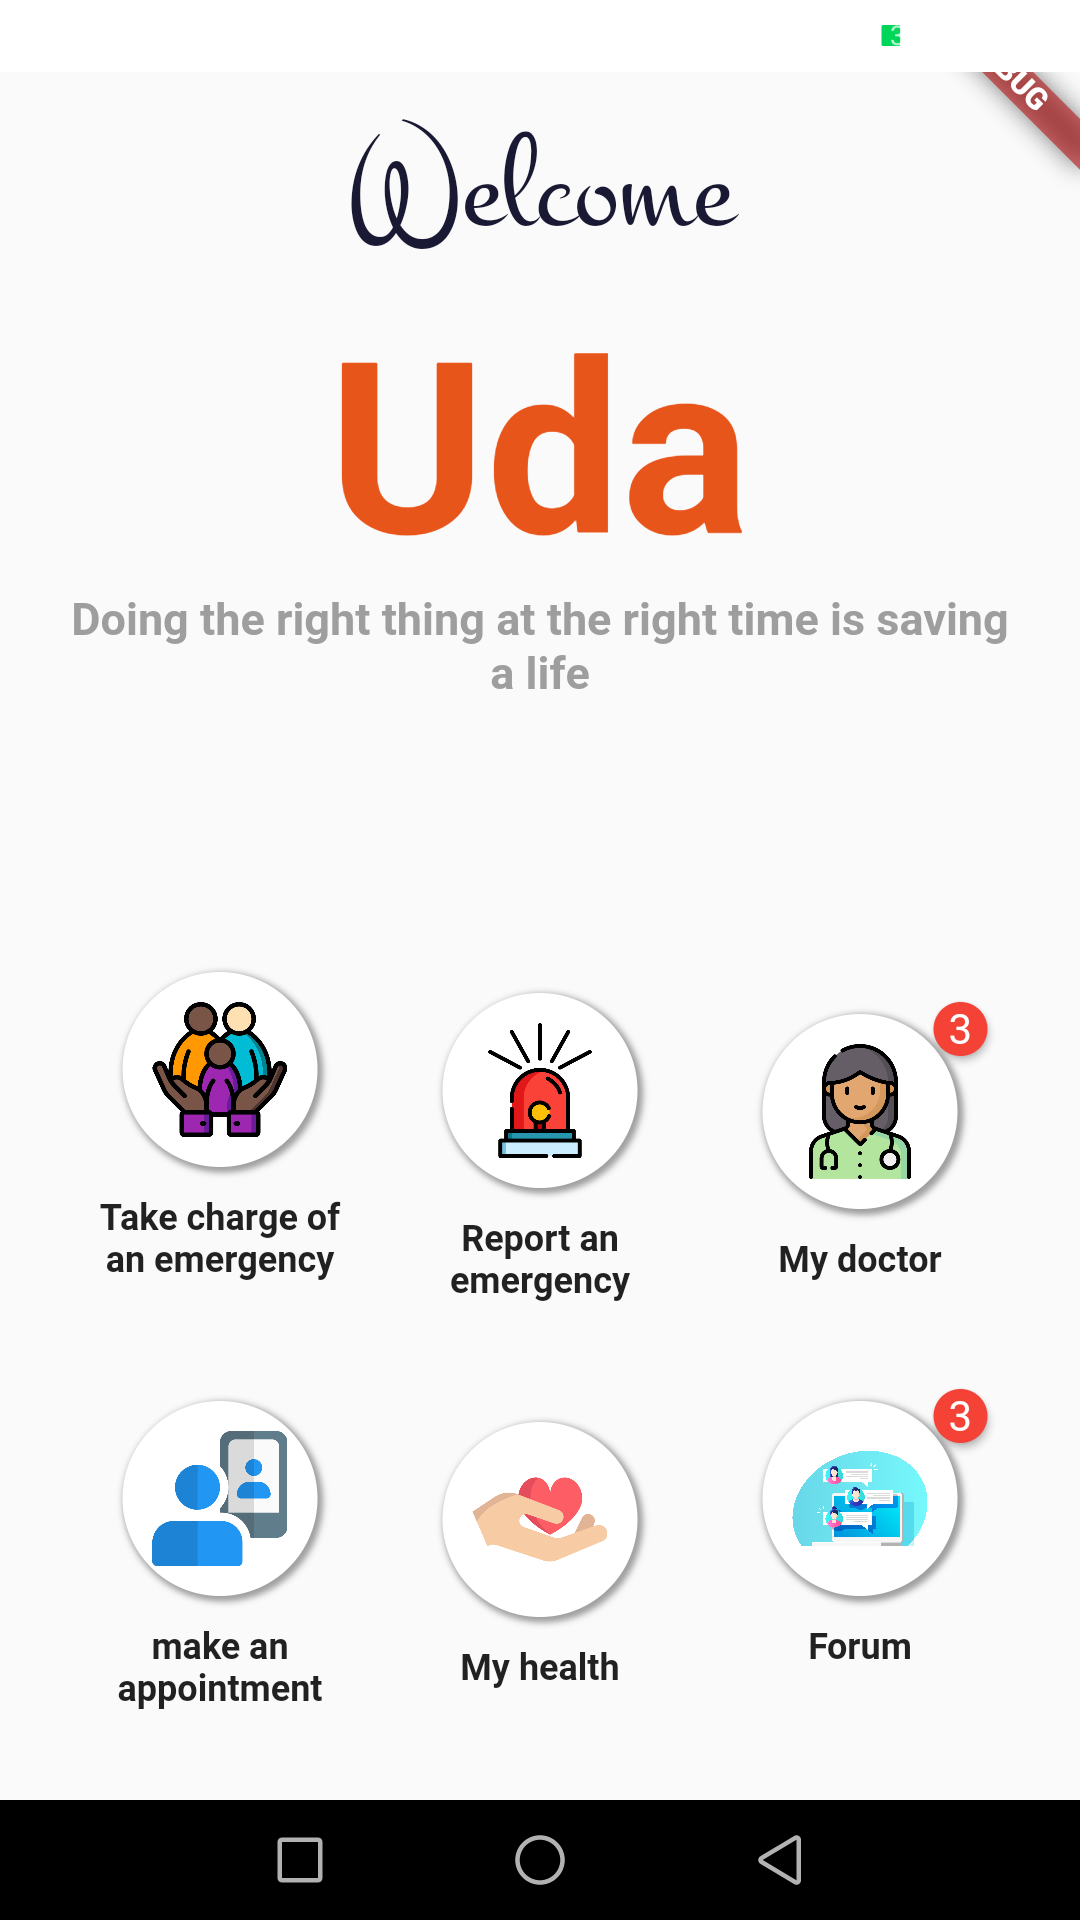 3
BUG
Welcome
Uda
Doing the right thing at the right time is saving
a life
3
Take charge of
an emergency
Report an
emergency
My doctor
3
make an
appointment
My health
Forum